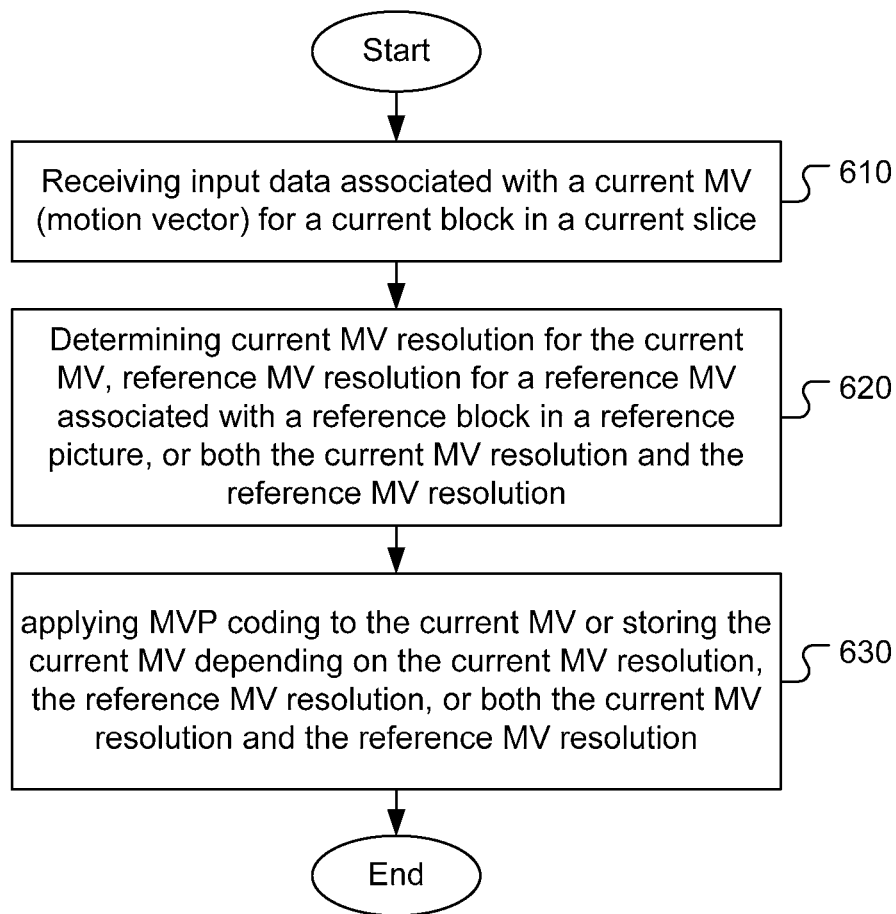 Start
Receiving input data associated with a current MV
(motion vector) for a current block in a current slice
610
Determining current MV resolution for the current
MV, reference MV resolution for a reference MV
associated with a reference block in a reference
picture, or both the current MV resolution and the
reference MV resolution
620
applying MVP coding to the current MV or storing the
current MV depending on the current MV resolution,
the reference MV resolution, or both the current MV
resolution and the reference MV resolution
630
End